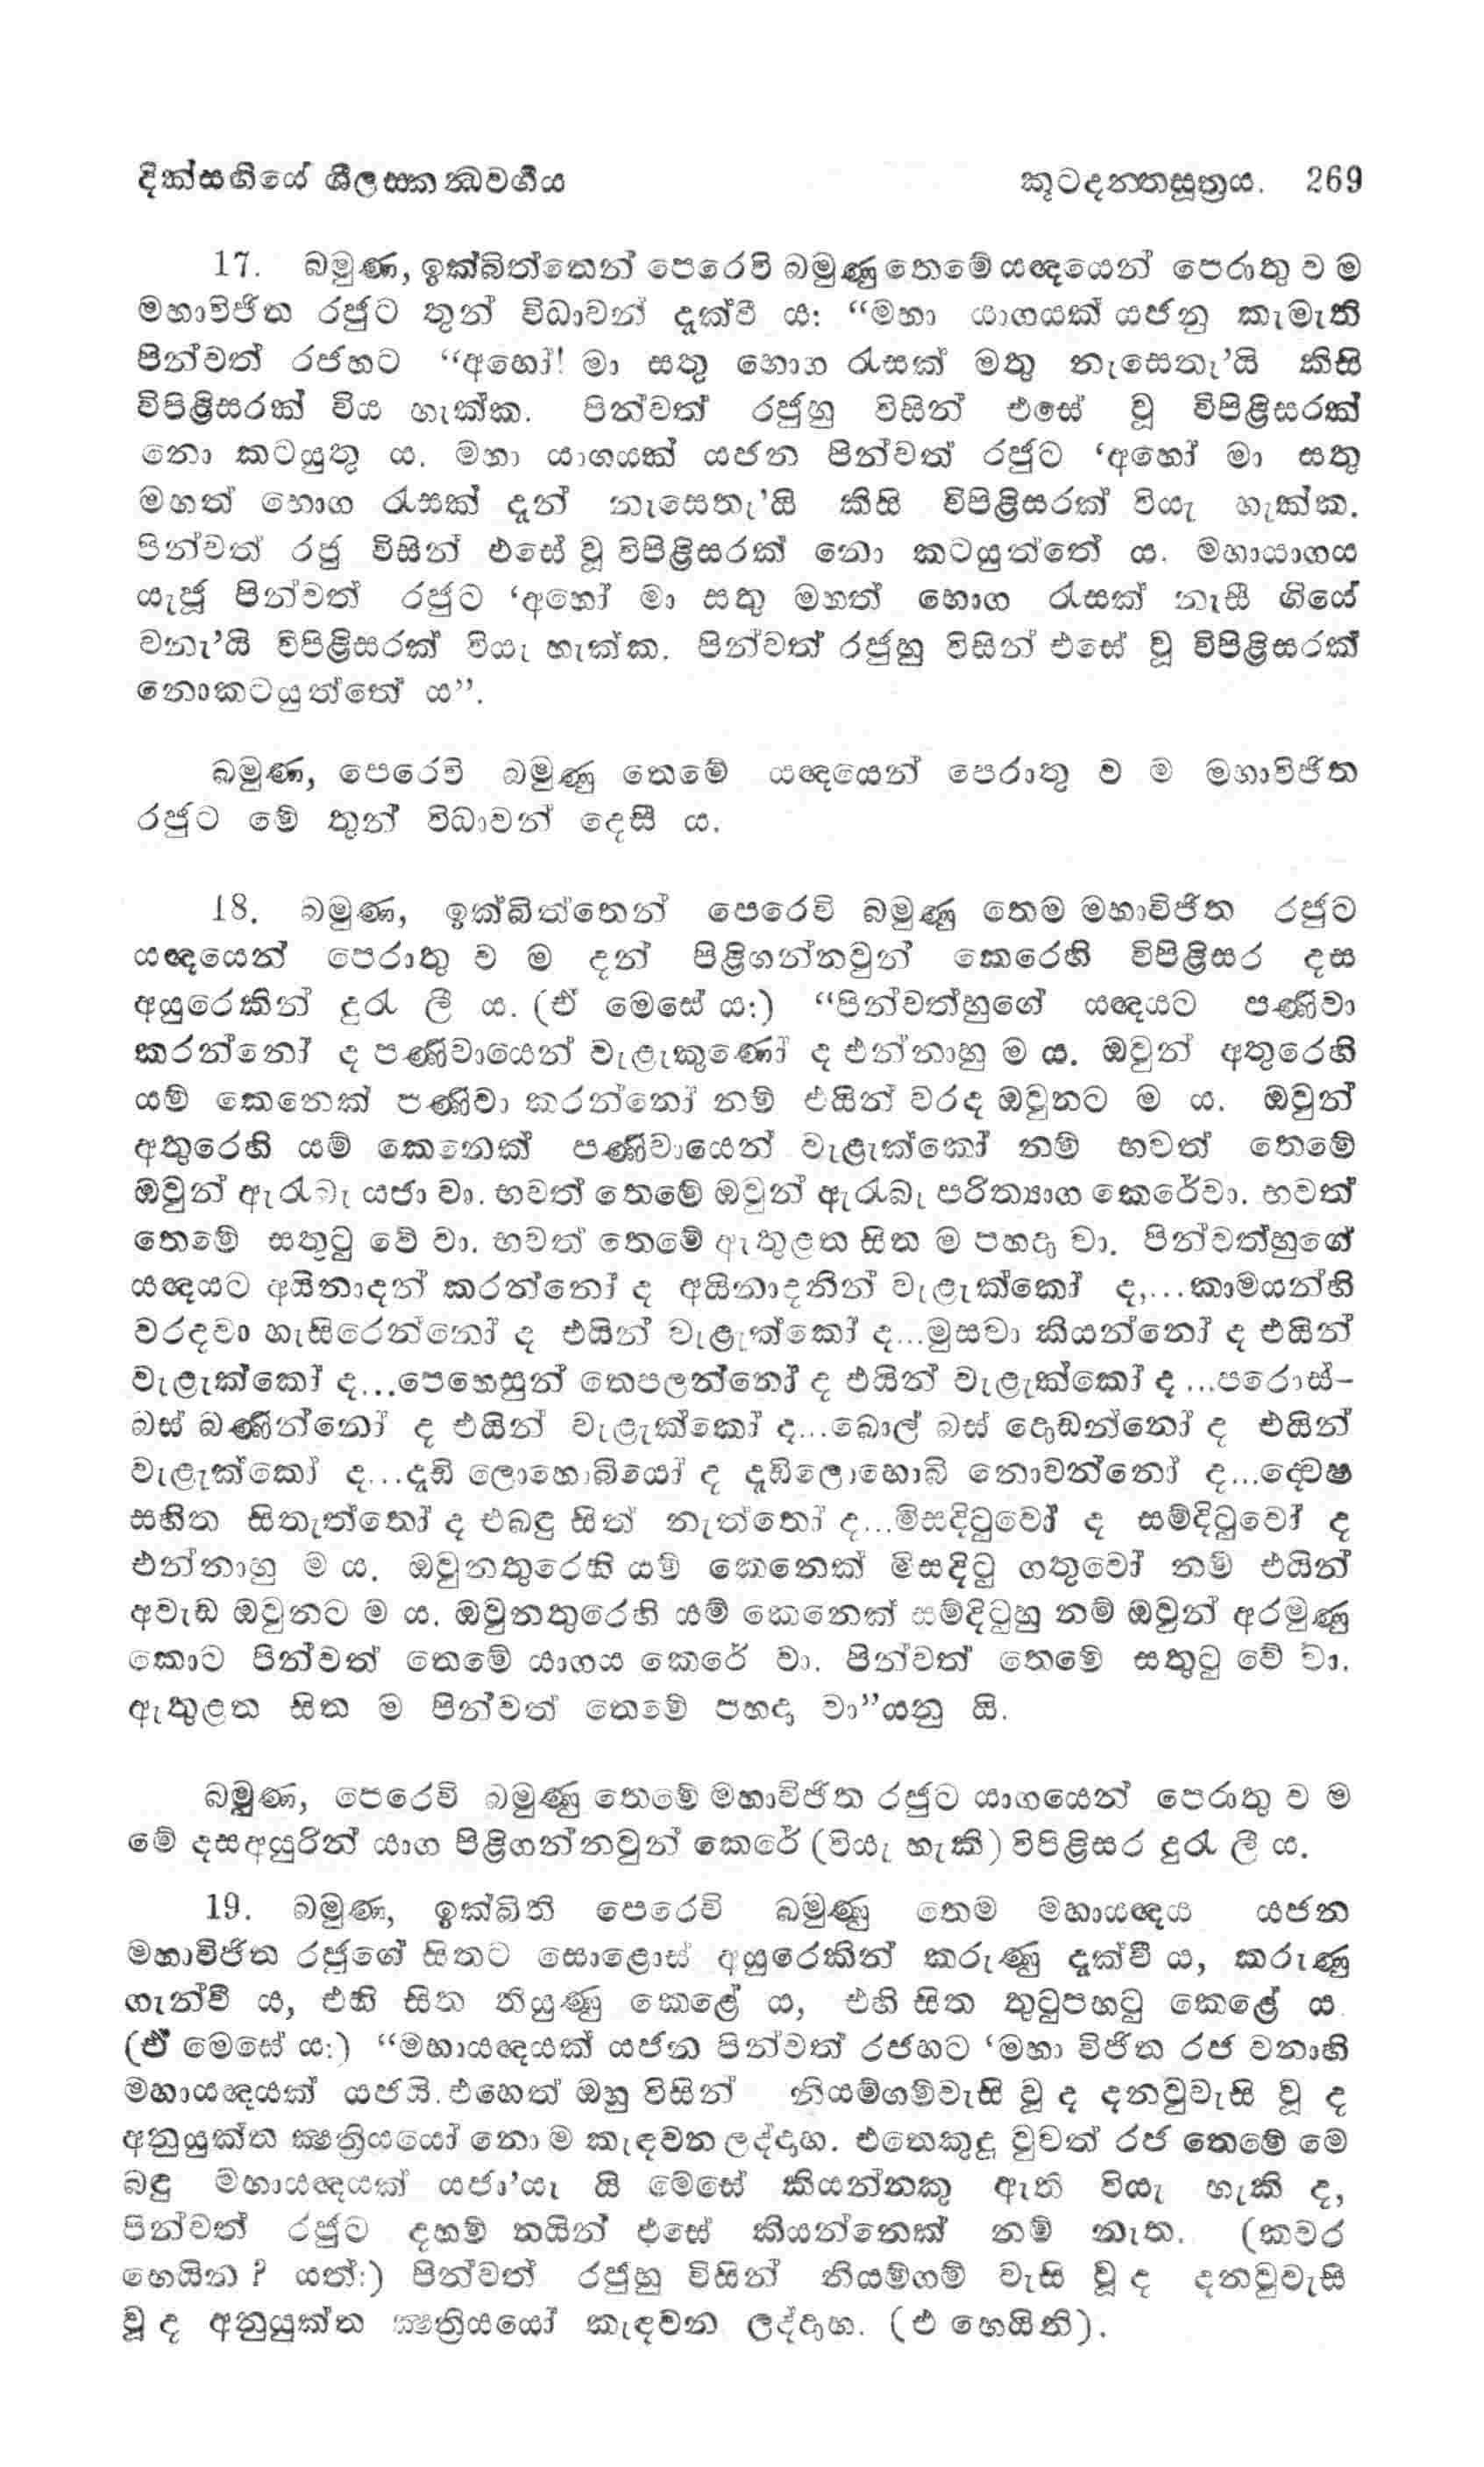 දික්සඟියේ ශීලස්කන්ධවර්ගය කූටදන්තසූත්‍රය. 269
17. බමුණ, ඉක්බිත්තෙන් පෙරෙවි බමුණු තෙමේ යඥයෙන් පෙරාතු ව ම
මහාවිජිත රජුට තුන් විධාවන් දැක්වී ය: “මහා යාගයක් යජනු කැමැති
පින්වත් රජහට “අහෝ! මා සතු භොග රැසක් මතු නැසෙතැ’යි කිසි
විපිළිසරක් විය හැක්ක. පින්වත් රජුහු විසින් එසේ වූ විපිළිසරක්
නො කටයුතු ය. මහා යාගයක් යජන පින්වත් රජුට ‘අහෝ මා සතු
මහත් භොග රැසක් දැන් නැසෙතැ’යි කිසි විපිළිසරක් වියැ හැක්ක.
පින්වත් රජු විසින් එසේ වූ විපිළිසරක් නො කටයුත්තේ ය. මහායාගය
යැජූ පින්වත් රජුට ‘අහෝ මා සතු මහත් භොග රැසක් නැසී ගියේ
වනැ’යි විපිළිසරක් වියැ හැක්ක. පින්වත් රජුහු විසින් එසේ වූ විපිළිසරක්
නොකටයුත්තේ ය”.
බමුණ, පෙරෙවි බමුණු තෙමේ යඥයෙන් පෙරාතු ව ම මහාවිජිත
රජුට මේ තුන් විධාවන් දෙසී ය.
18. බමුණ, ඉක්බිත්තෙන් පෙරෙවි බමුණු තෙම මහාවිජිත රජුට
යඥයෙන් පෙරාතු ව ම දන් පිළිගන්නවුන් කෙරෙහි විපිළිසර දස
අයුරෙකින් දුරැ ලී ය. (ඒ මෙසේ ය:) “පින්වත්හුගේ යඥයට පණිවා
කරන්නෝ ද පණිවායෙන් වැළැකුණෝ ද එන්නාහු ම ය. ඔවුන් අතුරෙහි
යම් කෙනෙක් පණිවා කරන්නෝ නම් එයින් වරද ඔවුනට ම ය. ඔවුන්
අතුරෙහි යම් කෙනෙක් පණිවායෙන් වැළැක්කෝ නම් භවත් තෙමේ
ඔවුන් ඇරැබැ යජා වා. භවත් තෙමේ ඔවුන් ඇරැබැ පරිත්‍යාග කෙරේවා. භවත්
තෙමේ සතුටු වේ වා. භවත් තෙමේ ඇතුළත සිත ම පහදා වා. පින්වත්හුගේ
යඥයට අයිනාදන් කරන්නෝ ද අයිනාදනින් වැළැක්කෝ ද,...කාමයන්හි
වරදවා හැසිරෙන්නෝ ද එයින් වැළැක්කෝ ද...මුසවා කියන්නෝ ද එයින්
වැළැක්කෝ ද...පෙහෙසුන් තෙපලන්නෝ ද එයින් වැළැක්කෝ ද...පරොස්-
බස් බණින්නෝ ද එයින් වැළැක්කෝ ද...බොල් බස් දොඩන්නෝ ද එයින්
වැළැක්කෝ ද...දැඩි ලොහොබියෝ ද දැඩිලොහොබි නොවන්නෝ ද...ද්වේෂ
සහිත සිතැත්තෝ ද එබඳු සිත් නැත්තෝ ද...මිසදිටුවෝ ද සම්දිටුවෝ ද
එන්නාහු ම ය. ඔවුනතුරෙහි යම් කෙනෙක් මිසදිටු ගතුවෝ නම් එයින්
අවැඩ ඔවුනට ම ය. ඔවුනතුරෙහි යම් කෙනෙක් සම්දිටුහු නම් ඔවුන් අරමුණු
කොට පින්වත් තෙමේ යාගය කෙරේ වා. පින්වත් තෙමේ සතුටු වේ වා.
ඇතුළත සිත ම පින්වත් තෙමේ පහදා වා”යනු යි.
බමුණ, පෙරෙවි බමුණු තෙමේ මහාවිජිත රජුට යාගයෙන් පෙරාතු ව ම
මේ දසඅයුරින් යාග පිළිගන්නවුන් කෙරේ (වියැ හැකි) විපිළිසර දුරැ ලී ය.
19. බමුණ, ඉක්බිති පෙරෙවි බමුණු තෙම මහායඥය යජන
මහාවිජිත රජුගේ සිතට සොළොස් අයුරෙකින් කරුණු දැක්වී ය, කරුණු
ගැන්වී ය, එහි සිත තියුණු කෙළේ ය, එහි සිත තුටුපහටු කෙළේ ය
(ඒ මෙසේ ය:) “මහායඥයක් යජන පින්වත් රජහට ‘මහා විජිත රජ වනාහි
මහායඥයක් යජයි. එහෙත් ඔහු විසින් නියම්ගම්වැසි වූ ද දනවුවැසි වූ ද
අනුයුක්ත ක්‍ෂත්‍රියයෝ නො ම කැඳවන ලද්දාහ. එතෙකුදු වුවත් රජ තෙමේ මෙ
බඳු මහායඥයක් යජා’යැ යි මෙසේ කියන්නකු ඇති වියැ හැකි ද,
පින්වත් රජුට දහම් නයින් එසේ කියන්නෙක් නම් නැත. (කවර
හෙයින? යත්:) පින්වත් රජුහු විසින් නියම්ගම් වැසි වූ ද දනවුවැසි
වූ ද අනුයුක්ත ක්‍ෂත්‍රියයෝ කැඳවන ලද්දාහ. (එ හෙයිනි).